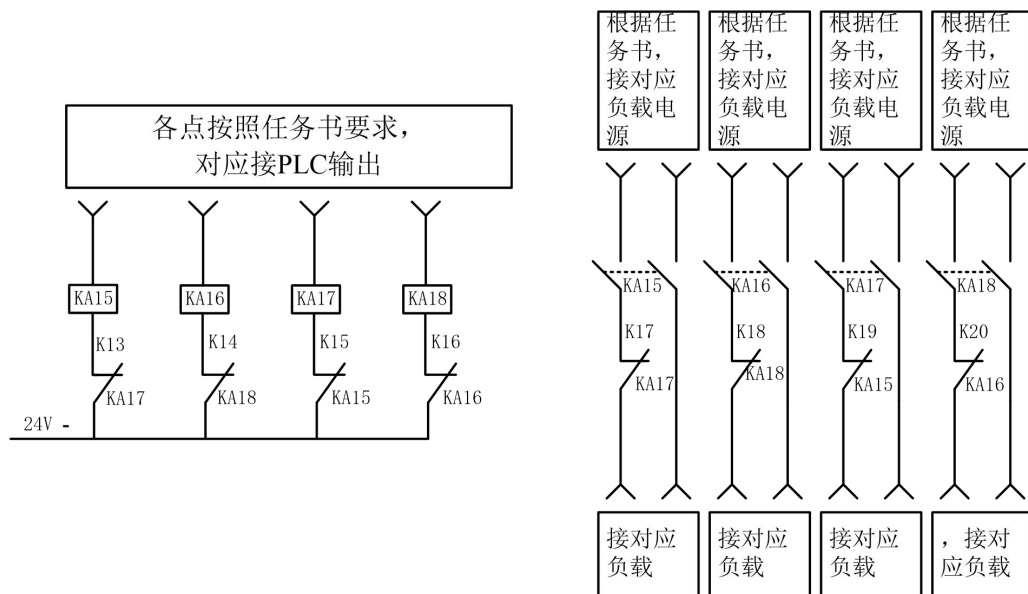 各点按照任务书要求，
对应接PLC输出
KA15
KA16
KA17
KA18
K13
K14
K15
K16
KA17
KA18
KA15
KA16
24V -
根据任
务书，
接对应
负载电
源
根据任
务书，
接对应
负载电
源
根据任
务书，
接对应
负载电
源
根据任
务书，
接对应
负载电
源
KA15
KA16
KA17
KA18
K17
K18
K19
K20
KA17
KA18
KA15
KA16
接对应
负载
接对应
负载
接对应
负载
，接对
应负载